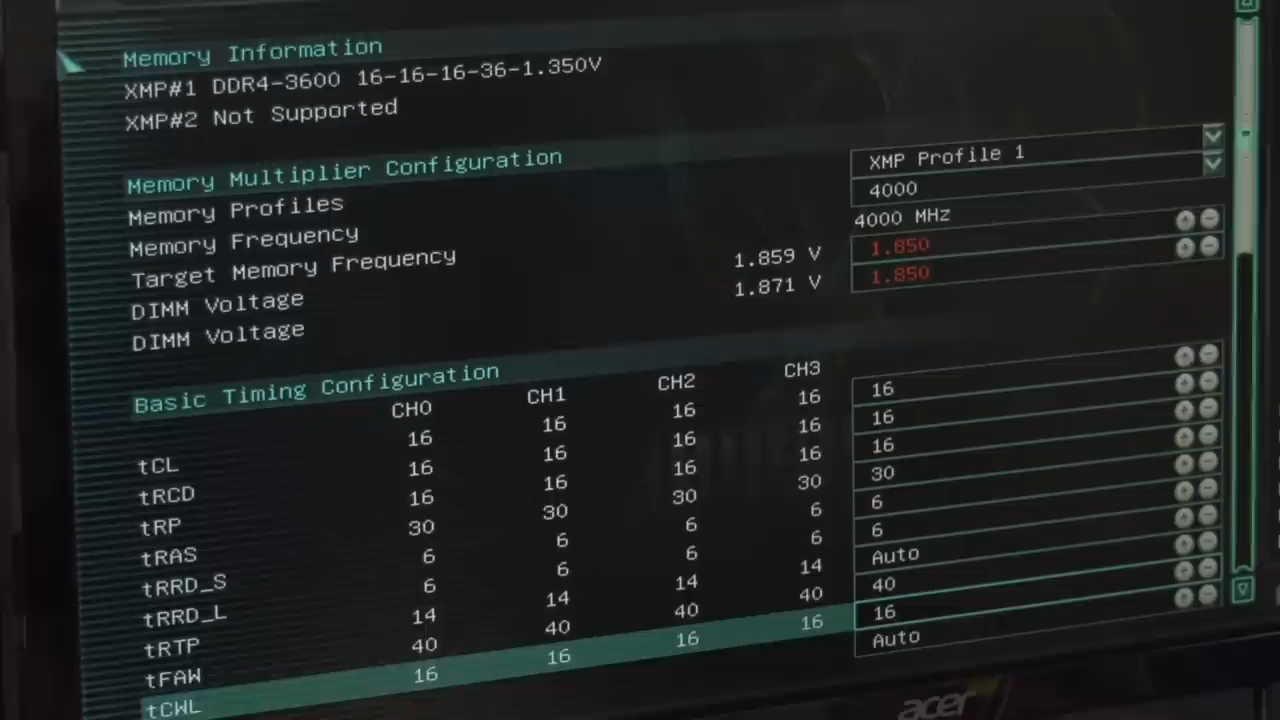 Memory Information
XMP#1 DDR4-3600 16-16-16-36-1.350V
XMP#2 Not Supported
Memory Multiplier Configuration
Memory Profiles XMP Profile 1
Memory Frequency 4000
Target Memory Frequency 4000 MHz
DIMM Voltage 1.859 V 1.850
DIMM Voltage 1.871 V 1.850
Basic Timing Configuration
CH0 CH1 CH2 CH3
tCL 16 16 16 16 16
tRCD 16 16 16 16 16
tRP 16 16 16 16 16
tRAS 30 30 30 30 30
tRRD_S 6 6 6 6 6
tRRD_L 6 6 6 6 6
tRTP 14 14 14 14 Auto
tFAW 40 40 40 40 40
tCWL 16 16 16 16 16
Auto
acer